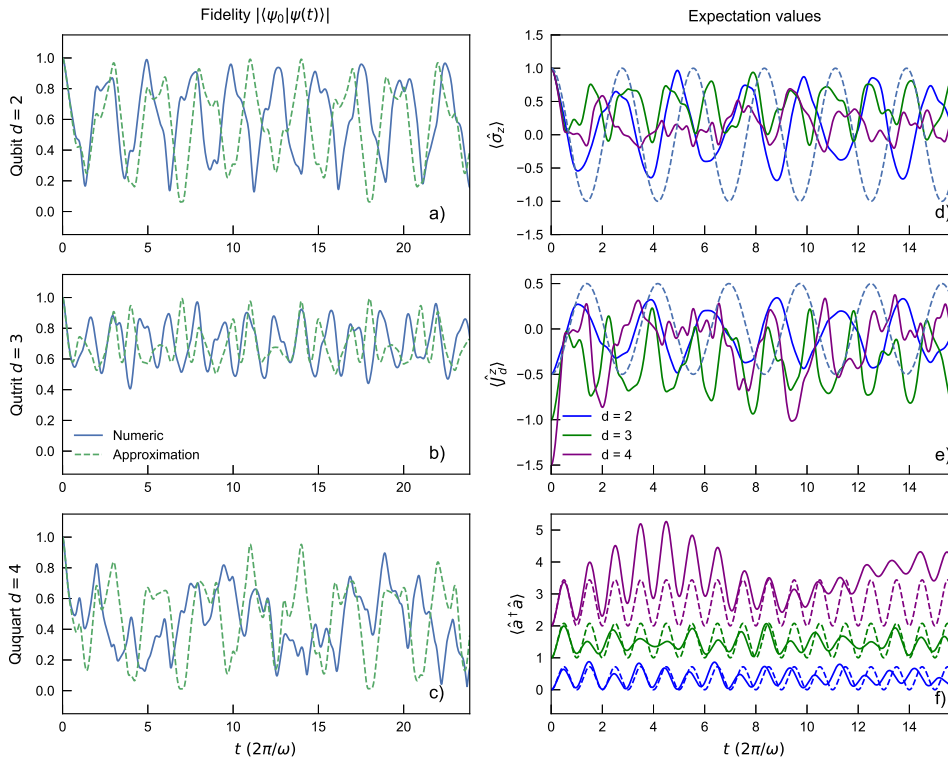 Fidelity |⟨ψ₀|ψ(t)⟩|
Expectation values
Qubit d = 2
1.0
0.8
0.6
0.4
0.2
0.0
0 5 10 15 20
a)
⟨σ̂z⟩
1.0
0.5
0.0
−0.5
−1.0
−1.5
0 2 4 6 8 10 12 14
d)
Qutrit d = 3
1.0
0.8
0.6
0.4
0.2
0.0
0 5 10 15 20
Numeric
Approximation
b)
⟨Ĵᶻd⟩
0.5
0.0
−0.5
−1.0
−1.5
0 2 4 6 8 10 12 14
d = 2
d = 3
d = 4
e)
Ququart d = 4
1.0
0.8
0.6
0.4
0.2
0.0
0 5 10 15 20
c)
t (2π/ω)
⟨â†â⟩
5
4
3
2
1
0
0 2 4 6 8 10 12 14
f)
t (2π/ω)